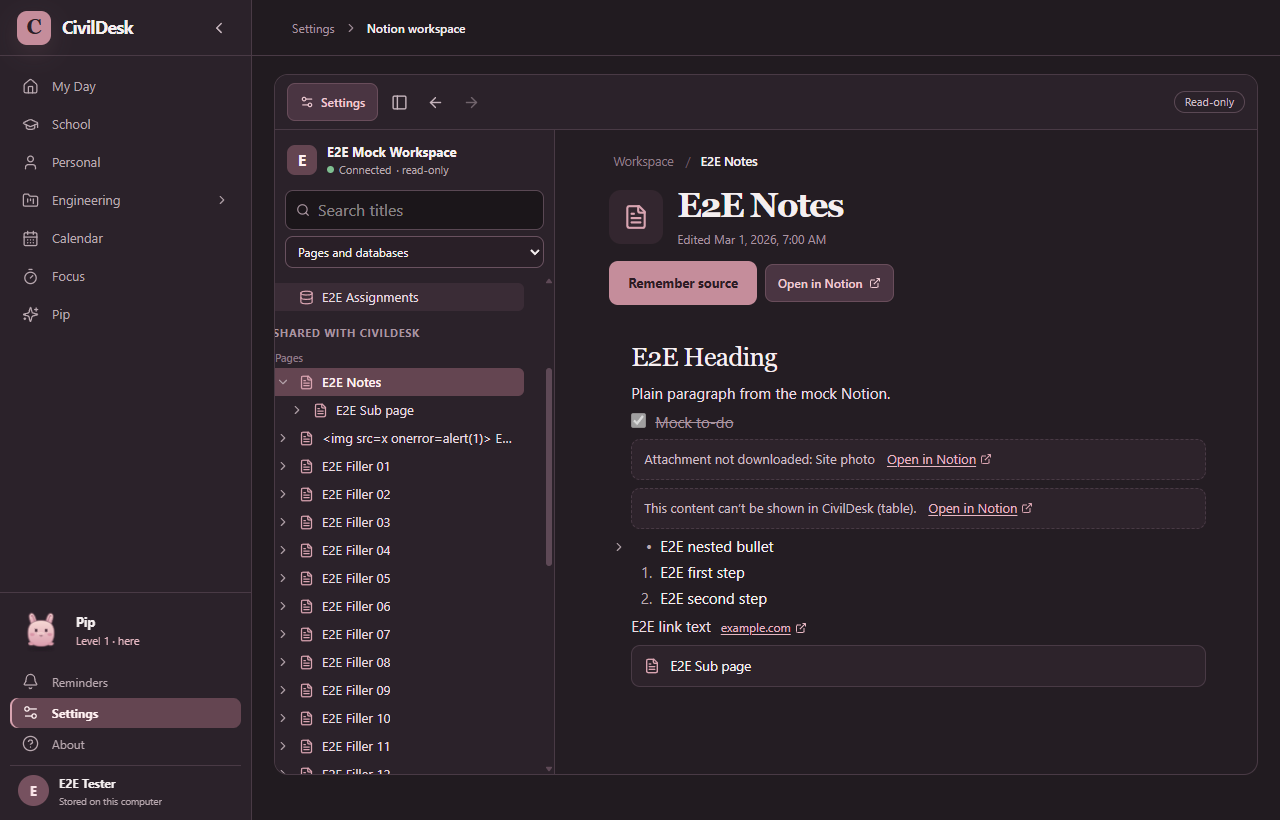 C CivilDesk
My Day
School
Personal
Engineering
Calendar
Focus
Pip
Pip
Level 1 · here
Reminders
Settings
About
E E2E Tester
Stored on this computer
Settings > Notion workspace
Settings
Read-only
E E2E Mock Workspace
Connected · read-only
Search titles
Pages and databases
E2E Assignments
SHARED WITH CIVILDESK
Pages
E2E Notes
E2E Sub page
<img src=x onerror=alert(1)> E...
E2E Filler 01
E2E Filler 02
E2E Filler 03
E2E Filler 04
E2E Filler 05
E2E Filler 06
E2E Filler 07
E2E Filler 08
E2E Filler 09
E2E Filler 10
E2E Filler 11
E2E Filler 12
Workspace / E2E Notes
E2E Notes
Edited Mar 1, 2026, 7:00 AM
Remember source
Open in Notion
E2E Heading
Plain paragraph from the mock Notion.
Mock to-do
Attachment not downloaded: Site photo Open in Notion
This content can't be shown in CivilDesk (table). Open in Notion
• E2E nested bullet
1. E2E first step
2. E2E second step
E2E link text example.com
E2E Sub page